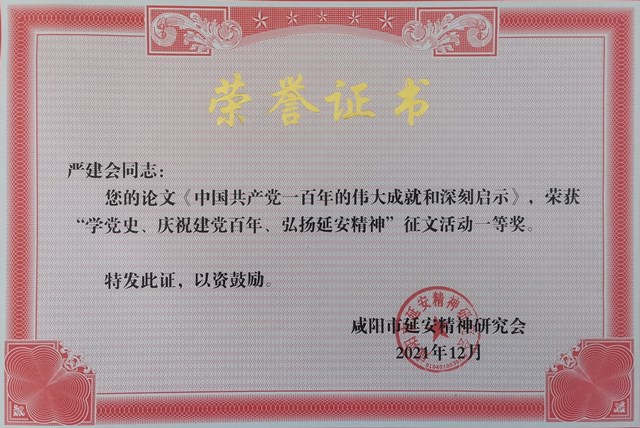 荣誉证书
严建会同志：
您的论文《中国共产党一百年的伟大成就和深刻启示》，荣获
“学党史、庆祝建党百年、弘扬延安精神”征文活动一等奖。
特发此证，以资鼓励。
咸阳市延安精神研究会
2021年12月